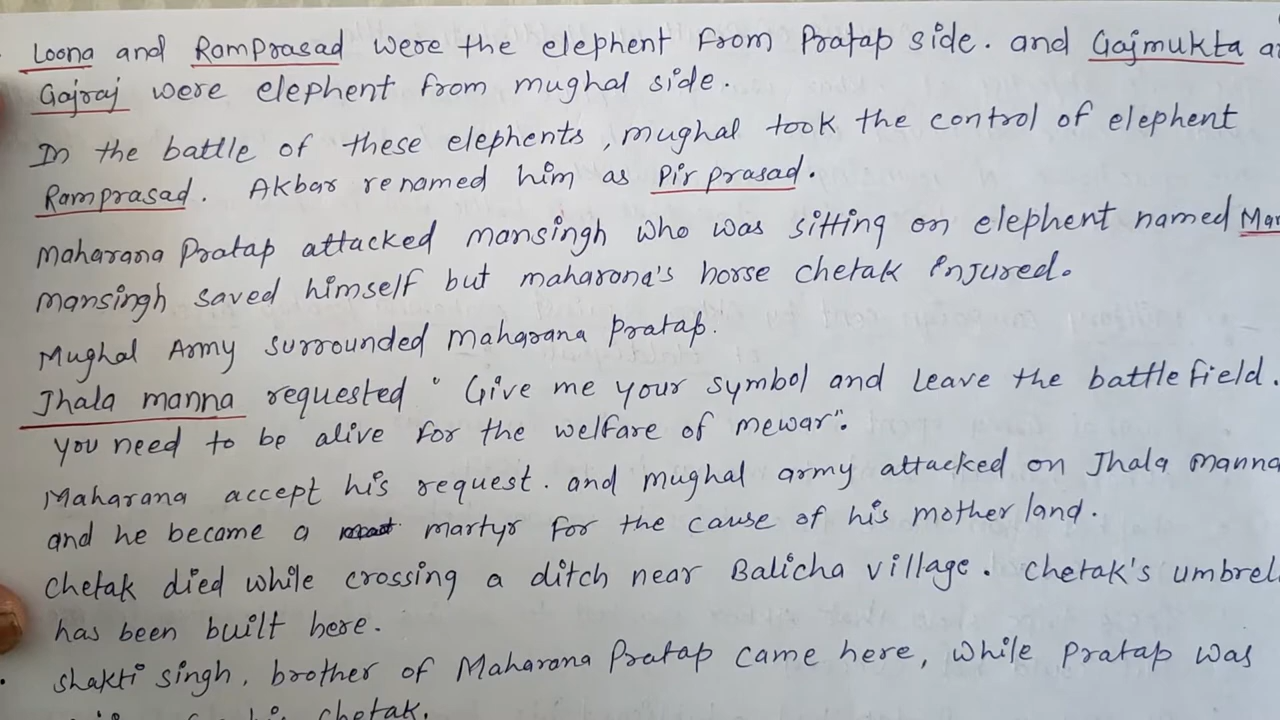 Loona and Ramprasad were the elephent from Pratap side. and Gajmukta
Gajraj were elephent from mughal side.
In the battle of these elephents, mughal took the control of elephent
Ramprasad. Akbar renamed him as Pir prasad.
Maharana Pratap attacked mansingh who was sitting on elephent named
mansingh saved himself but maharana's horse chetak injured.
Mughal Army surrounded Maharana Pratap.
Jhala manna requested " Give me your symbol and leave the battle field.
you need to be alive for the welfare of mewar".
Maharana accept his request. and mughal army attacked on Jhala manna
and he became a martyr for the cause of his mother land.
Chetak died while crossing a ditch near Balicha village. Chetak's
has been built here.
Shakti singh, brother of Maharana Pratap came here, while Pratap was
chetak.